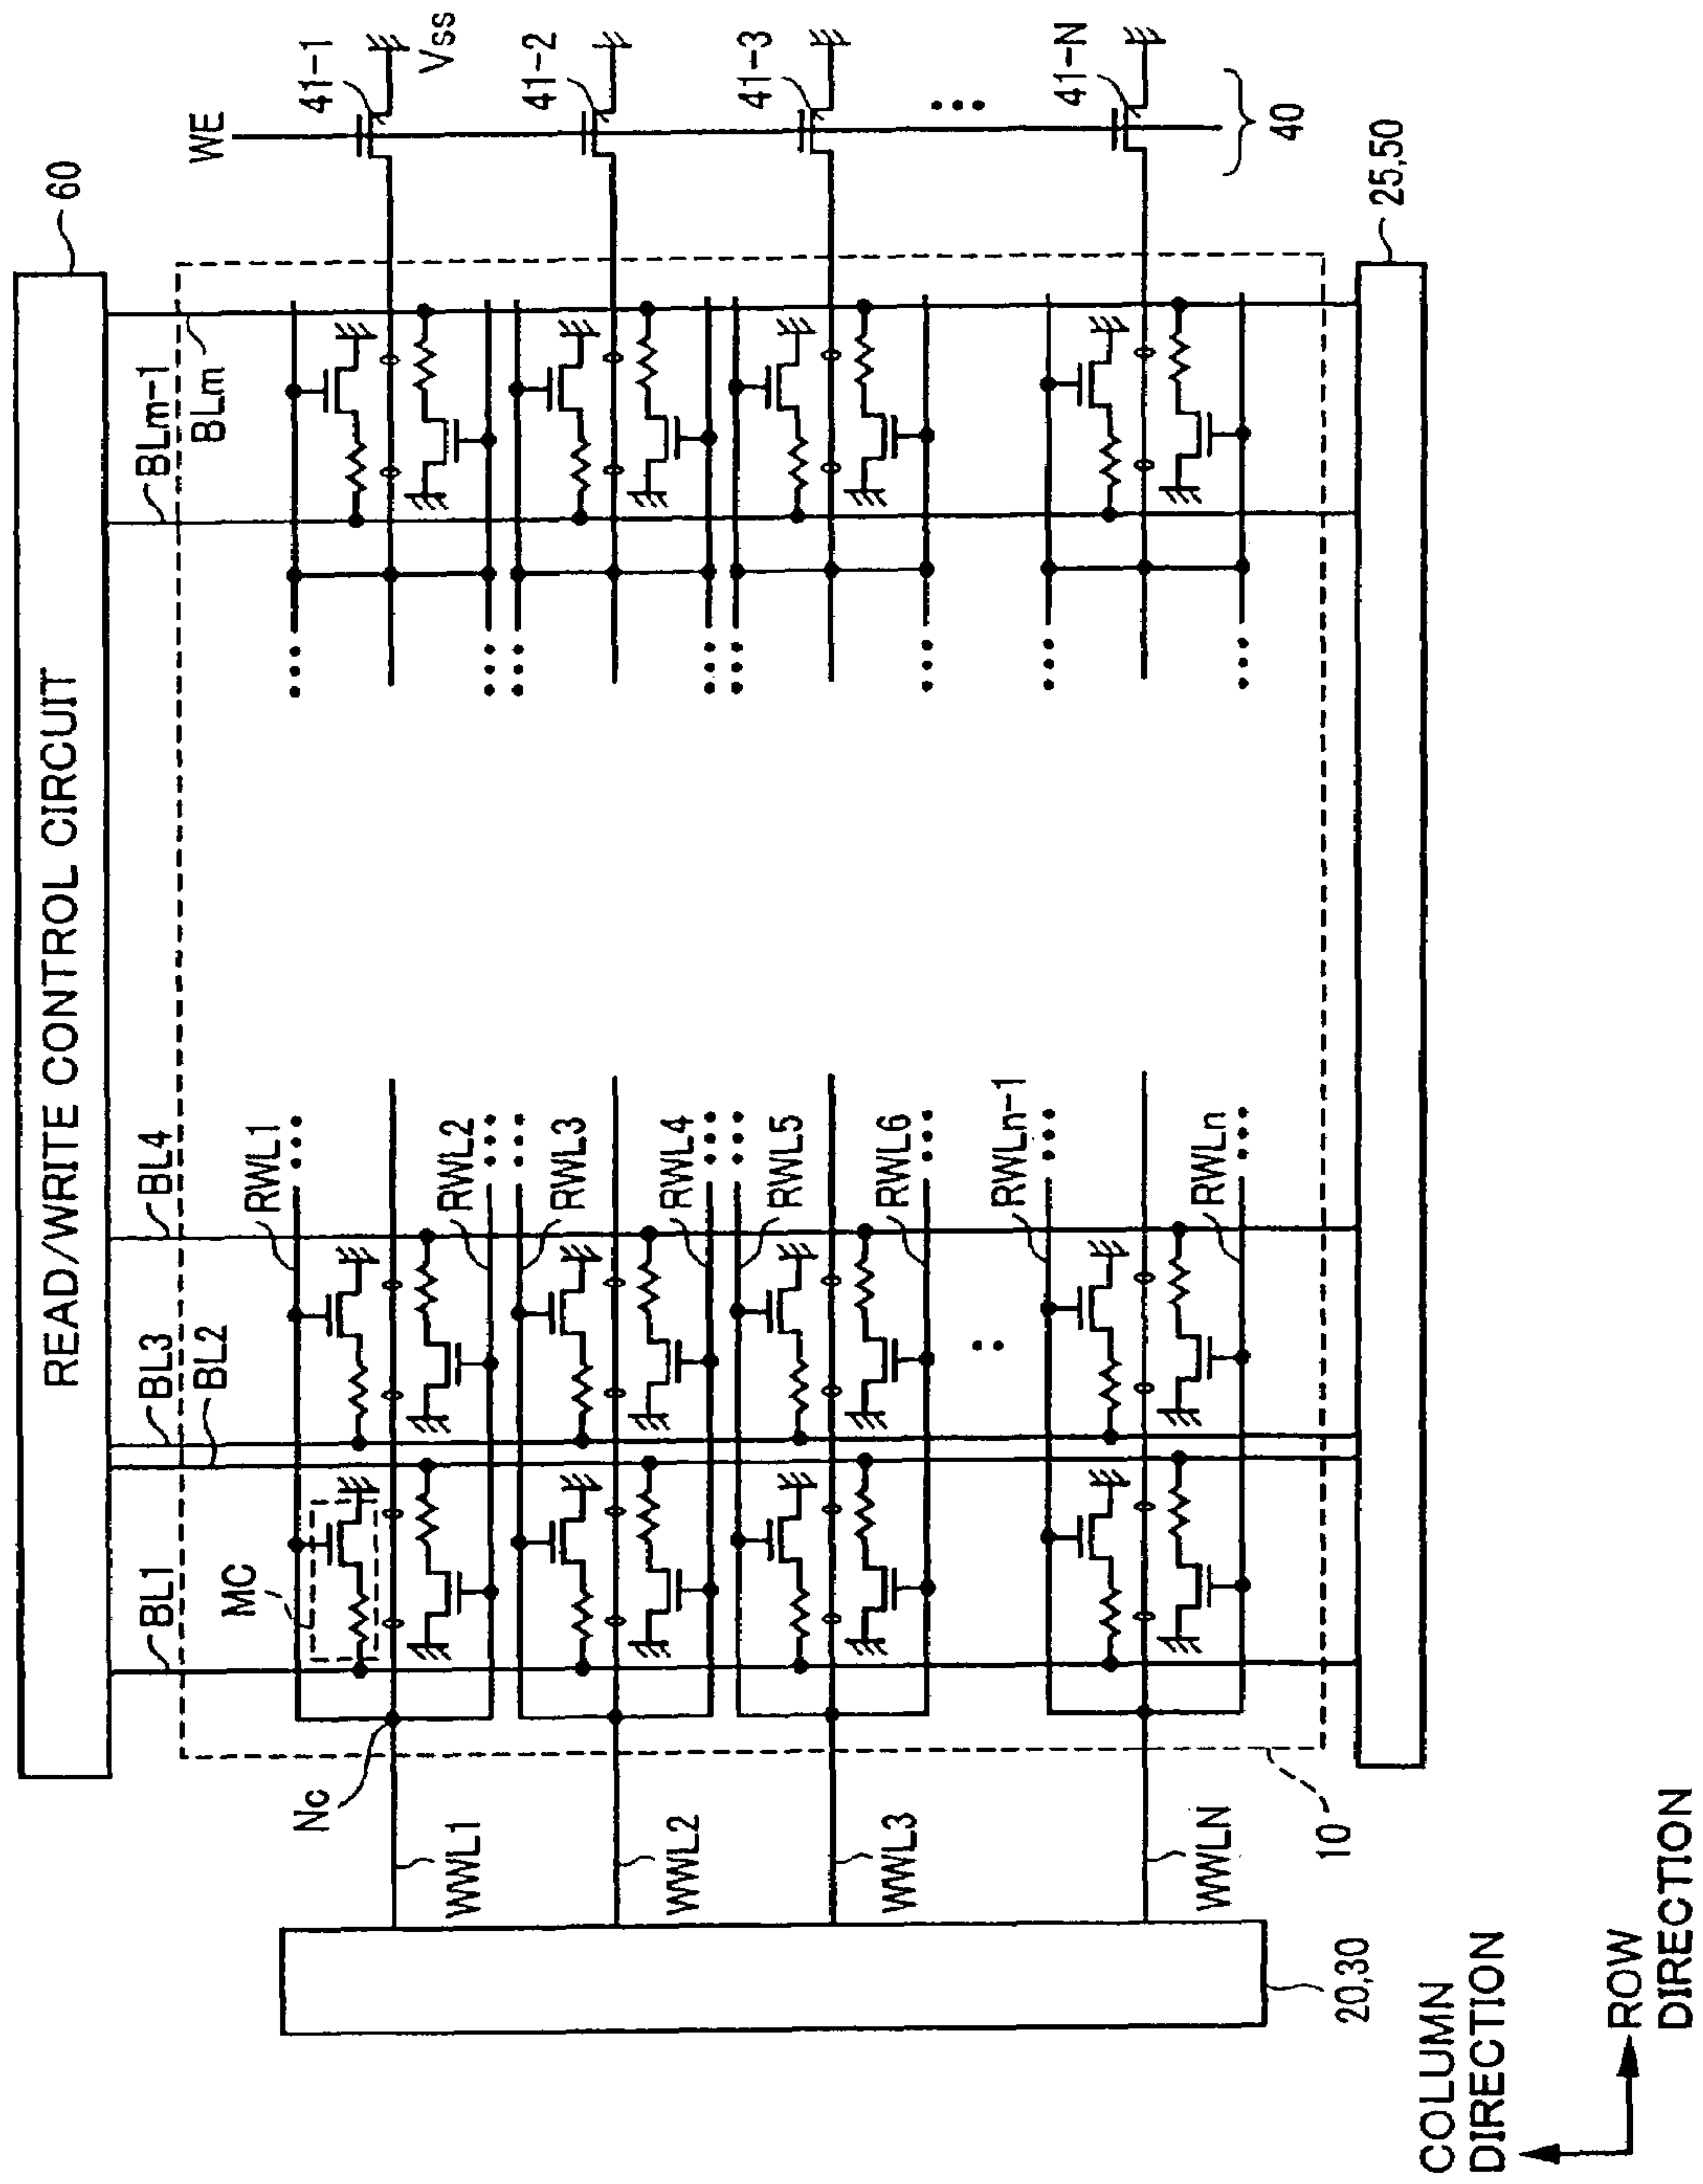 60
READ/WRITE CONTROL CIRCUIT
WE
41-1
Vss
41-2
41-3
41-N
40
25,50
BLm-1
BLm
BL4
BL3
BL2
BL1
RWL1
RWL2
RWL3
RWL4
RWL5
RWL6
RWLn-1
RWLn
MC
Nc
WWL1
WWL2
WWL3
WWLN
10
20,30
COLUMN
DIRECTION
ROW
DIRECTION